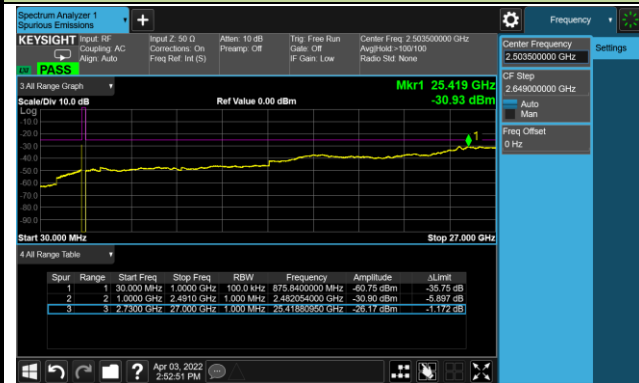 Spectrum Analyzer 1
Spurious Emissions
Frequency
KEYSIGHT
Input: RF
Coupling: AC
Align: Auto
Input Z: 50 Ω
Corrections: On
Freq Ref: Int (S)
Atten: 10 dB
Preamp: Off
Trig: Free Run
Gate: Off
IF Gain: Low
Center Freq: 2.503500000 GHz
Avg|Hold:>100/100
Radio Std: None
PASS
Center Frequency
2.503500000 GHz
Settings
CF Step
2.649000000 GHz
Auto
Man
Freq Offset
0 Hz
3 All Range Graph
Mkr1 25.419 GHz
Scale/Div 10.0 dB
Ref Value 0.00 dBm
-30.93 dBm
Log
-10.0
-20.0
-30.0
-40.0
-50.0
-60.0
-70.0
-80.0
-90.0
1
Start 30.000 MHz
Stop 27.000 GHz
4 All Range Table
Spur Range Start Freq Stop Freq RBW Frequency Amplitude ΔLimit
1 1 30.000 MHz 1.0000 GHz 100.0 kHz 875.8400000 MHz -60.75 dBm -35.75 dB
2 2 1.0000 GHz 2.4910 GHz 1.000 MHz 2.482054000 GHz -30.90 dBm -5.897 dB
3 3 2.7300 GHz 27.000 GHz 1.000 MHz 25.41880950 GHz -26.17 dBm -1.172 dB
Apr 03, 2022
2:52:51 PM